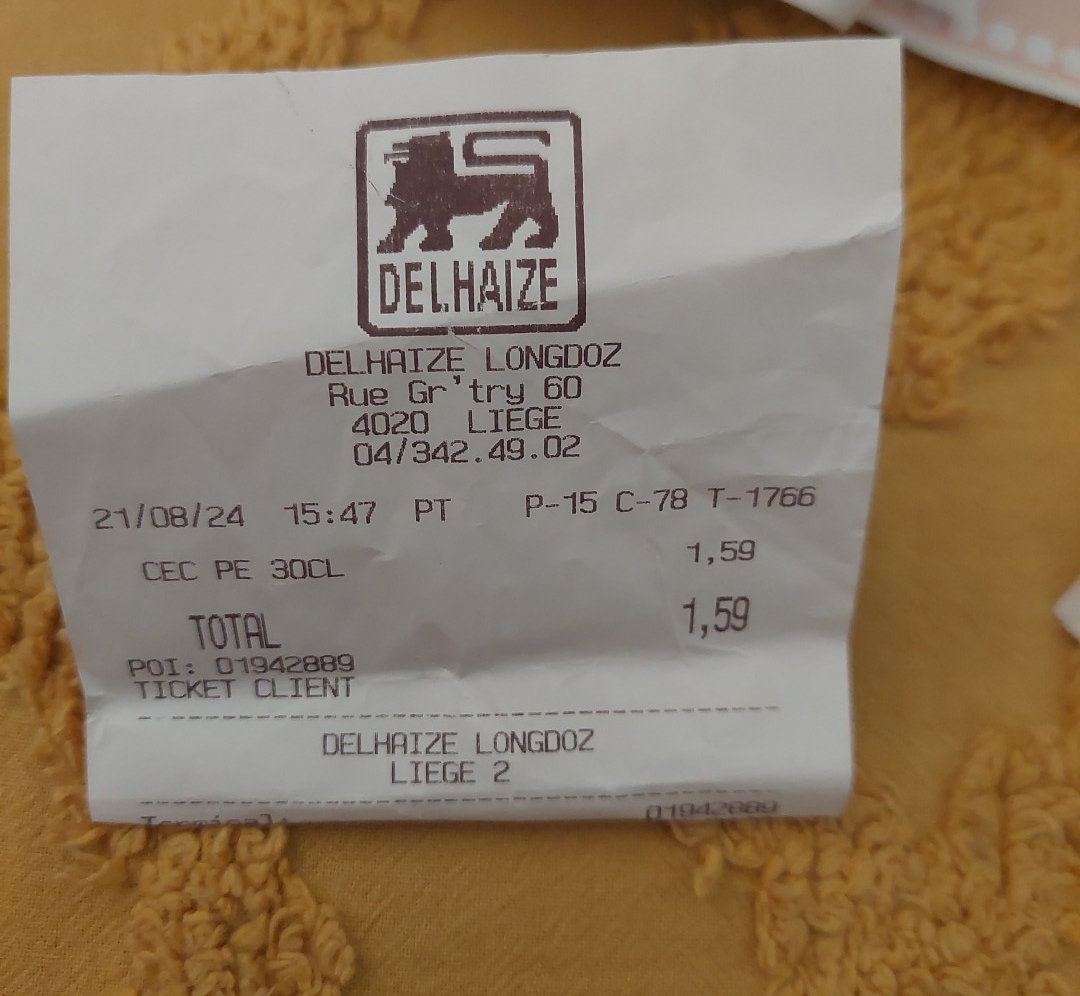 DELHAIZE
DELHAIZE LONGDOZ
Rue Gr'try 60
4020 LIEGE
04/342.49.02
21/08/24 15:47 PT P-15 C-78 T-1766
CEC PE 30CL 1,59
TOTAL 1,59
POI: 01942889
TICKET CLIENT
DELHAIZE LONGDOZ
LIEGE 2
Terminal: 01942889